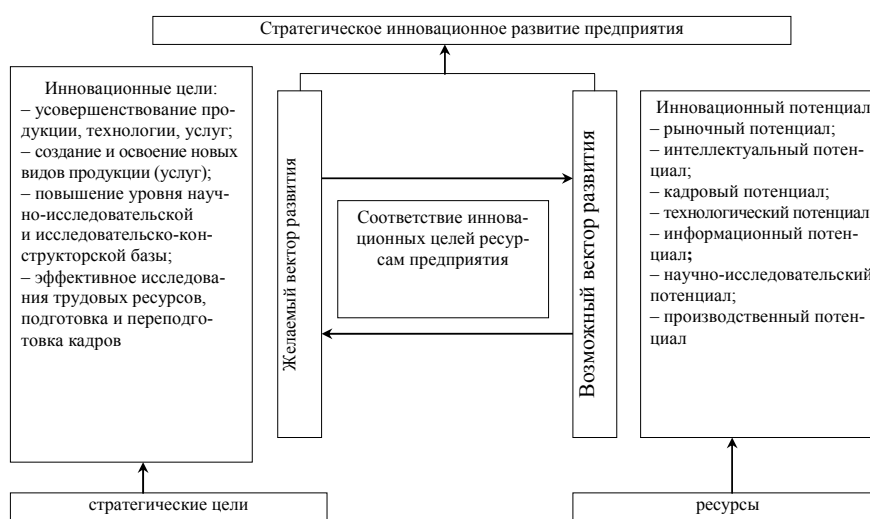 Стратегическое инновационное развитие предприятия
Инновационные цели:
– усовершенствование про-
дукции, технологии, услуг;
– создание и освоение новых
видов продукции (услуг);
– повышение уровня науч-
но-исследовательской
и исследовательско-кон-
структорской базы;
– эффективное исследова-
ния трудовых ресурсов,
подготовка и переподго-
товка кадров
Желаемый вектор развития
Соответствие иннова-
ционных целей ресур-
сам предприятия
Возможный вектор развития
Инновационный потенциал
– рыночный потенциал;
– интеллектуальный потен-
циал;
– кадровый потенциал;
– технологический потенциал
– информационный потен-
циал;
– научно-исследовательский
потенциал;
– производственный потен-
циал
стратегические цели
ресурсы